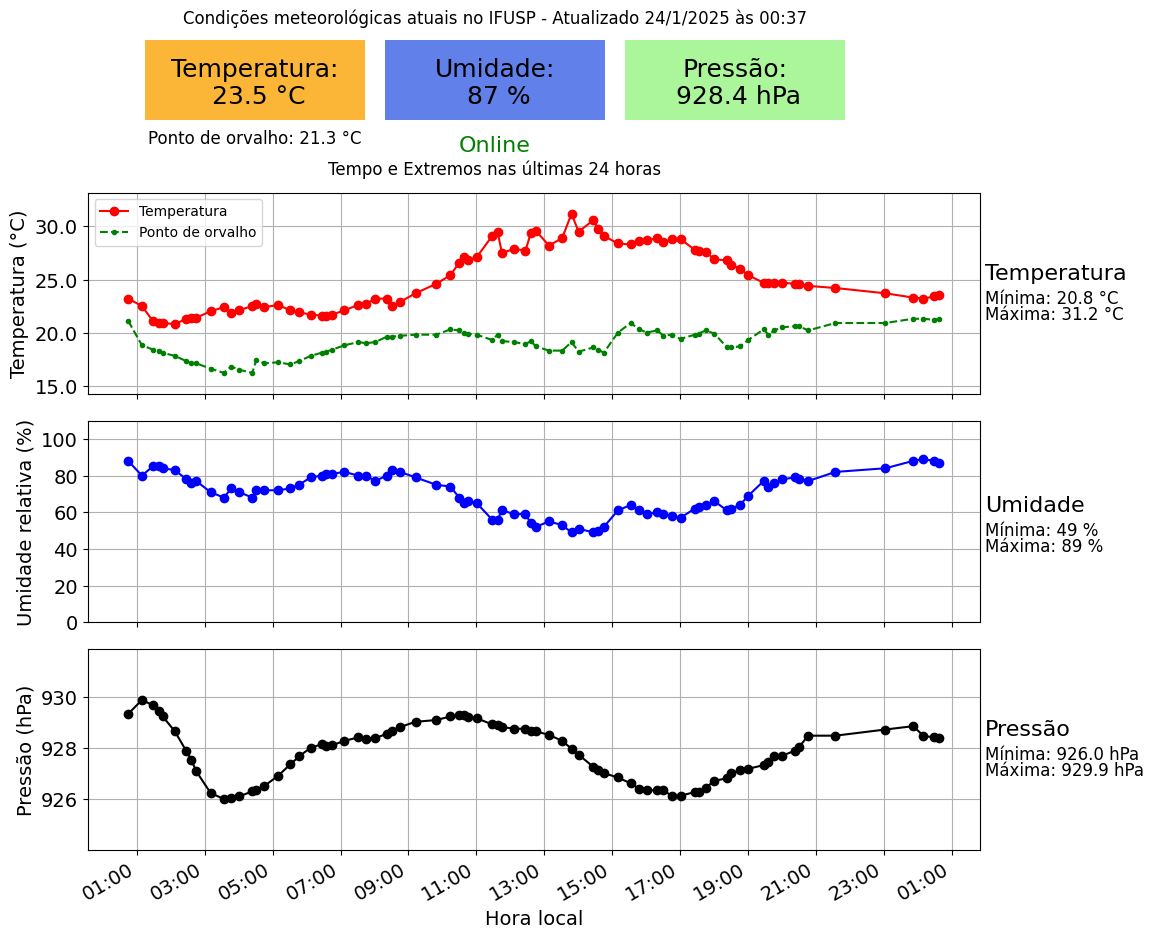 Condições meteorológicas atuais no IFUSP - Atualizado 24/1/2025 às 00:37
Temperatura:
23.5 °C
Umidade:
87 %
Pressão:
928.4 hPa
Ponto de orvalho: 21.3 °C
Online
Tempo e Extremos nas últimas 24 horas
Temperatura (°C)
30.0
25.0
20.0
15.0
Temperatura
Ponto de orvalho
Temperatura
Mínima: 20.8 °C
Máxima: 31.2 °C
Umidade relativa (%)
100
80
60
40
20
0
Umidade
Mínima: 49 %
Máxima: 89 %
Pressão (hPa)
930
928
926
Pressão
Mínima: 926.0 hPa
Máxima: 929.9 hPa
01:00 03:00 05:00 07:00 09:00 11:00 13:00 15:00 17:00 19:00 21:00 23:00 01:00
Hora local